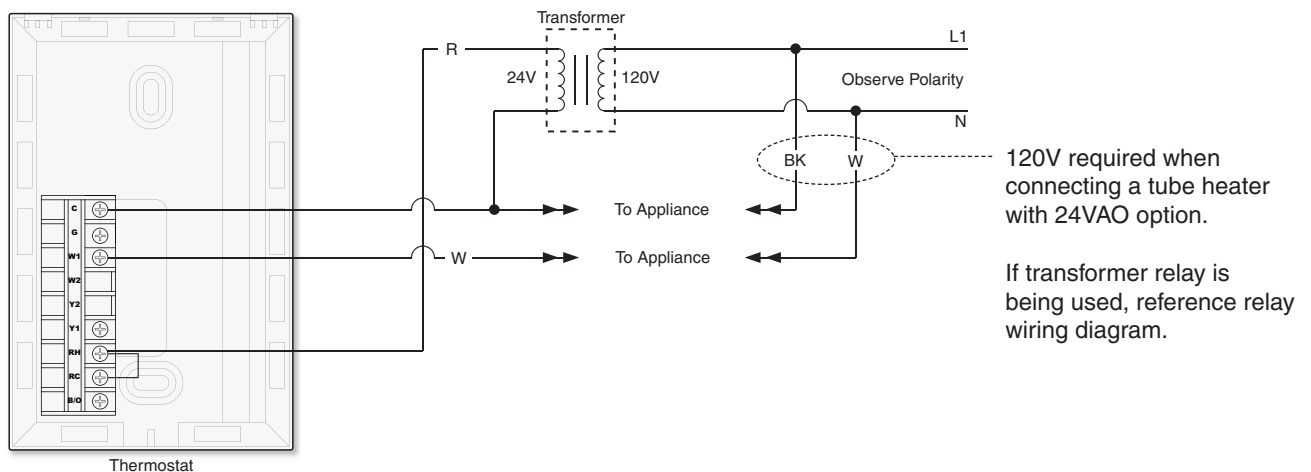 Transformer
R
L1
24V
120V
Observe Polarity
N
BK
W
120V required when
connecting a tube heater
with 24VAO option.
If transformer relay is
being used, reference relay
wiring diagram.
C
To Appliance
G
W1
W
To Appliance
W2
Y2
Y1
RH
RC
B/O
Thermostat